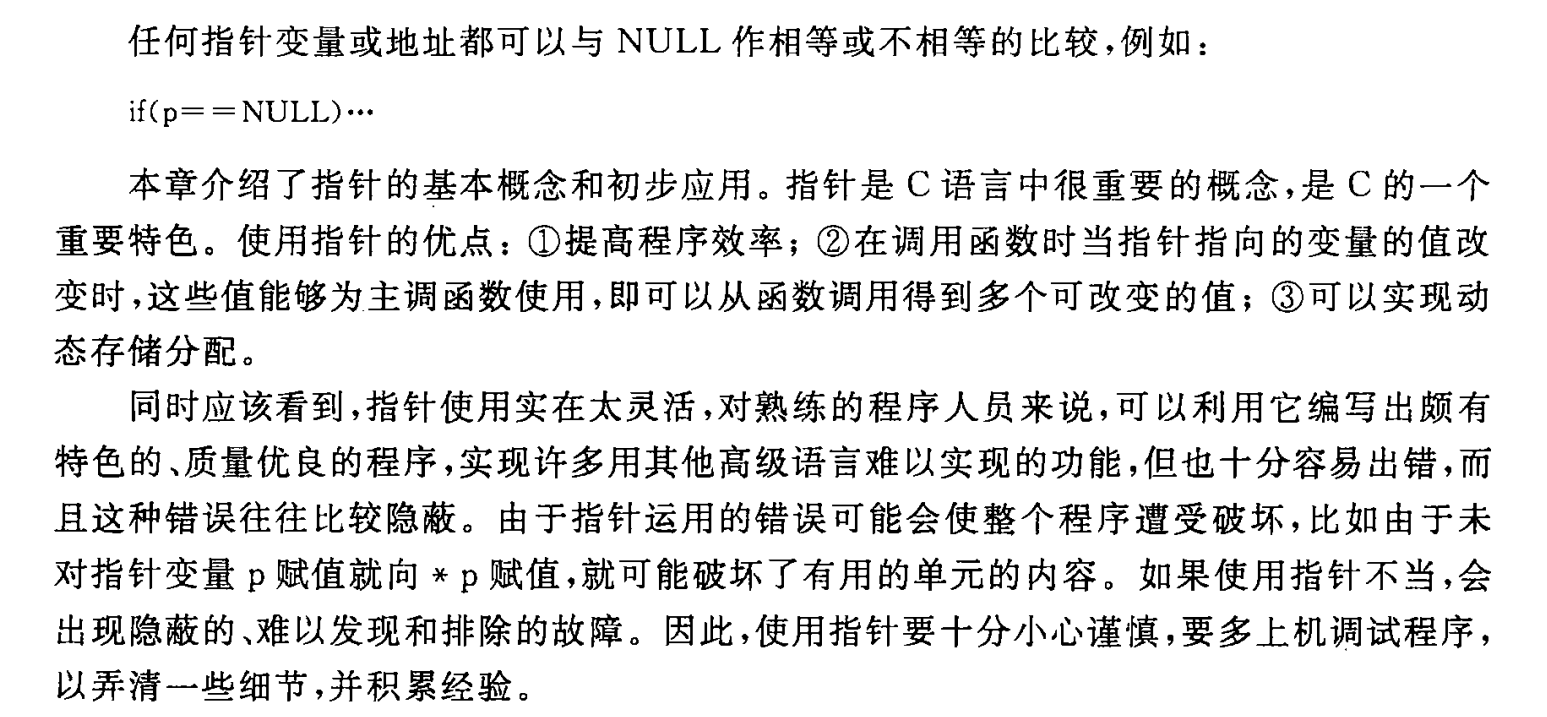 任何指针变量或地址都可以与 NULL 作相等或不相等的比较,例如:
if(p==NULL)…
本章介绍了指针的基本概念和初步应用。指针是 C 语言中很重要的概念,是 C 的一个
重要特色。使用指针的优点:①提高程序效率;②在调用函数时当指针指向的变量的值改
变时,这些值能够为主调函数使用,即可以从函数调用得到多个可改变的值;③可以实现动
态存储分配。
同时应该看到,指针使用实在太灵活,对熟练的程序人员来说,可以利用它编写出颇有
特色的、质量优良的程序,实现许多用其他高级语言难以实现的功能,但也十分容易出错,而
且这种错误往往比较隐蔽。由于指针运用的错误可能会使整个程序遭受破坏,比如由于未
对指针变量 p 赋值就向 * p 赋值,就可能破坏了有用的单元的内容。如果使用指针不当,会
出现隐蔽的、难以发现和排除的故障。因此,使用指针要十分小心谨慎,要多上机调试程序,
以弄清一些细节,并积累经验。